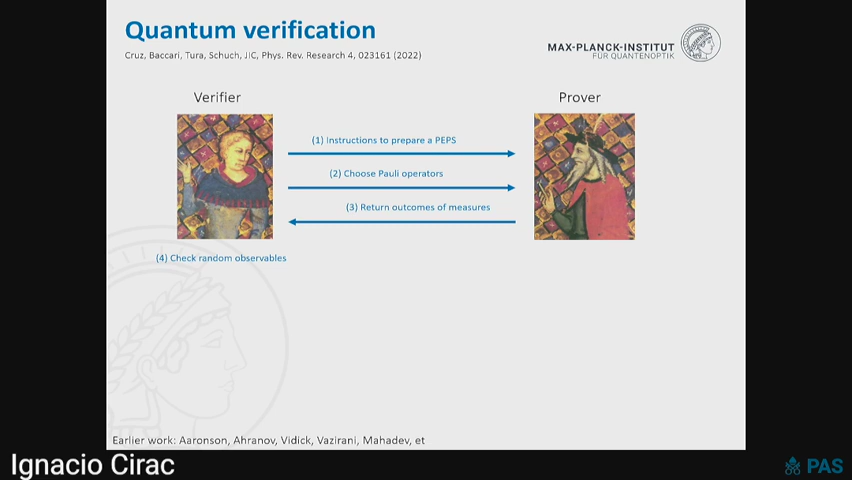 Quantum verification
Cruz, Baccari, Tura, Schuch, JIC, Phys. Rev. Research 4, 023161 (2022)
MAX-PLANCK-INSTITUT
FÜR QUANTENOPTIK
Verifier
Prover
(1) Instructions to prepare a PEPS
(2) Choose Pauli operators
(3) Return outcomes of measures
(4) Check random observables
Earlier work: Aaronson, Ahranov, Vidick, Vazirani, Mahadev, et
Ignacio Cirac
PAS